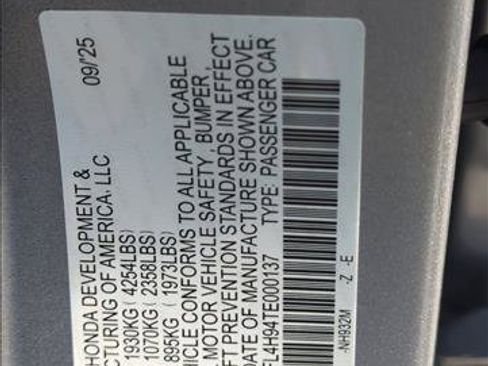 HONDA DEVELOPMENT & 09/'25
CTURING OF AMERICA, LLC
1930KG ( 4254LBS)
1070KG ( 2358LBS)
895KG ( 1973LBS)
HICLE CONFORMS TO ALL APPLICABLE
MOTOR VEHICLE SAFETY, BUMPER,
FT PREVENTION STANDARDS IN EFFECT
DATE OF MANUFACTURE SHOWN ABOVE.
FL4H94TE000137 TYPE: PASSENGER CAR
-NH932M -Z -E